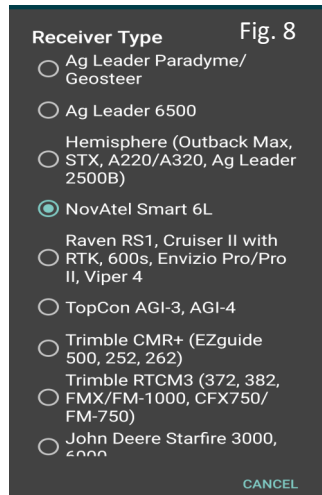 Receiver Type
Fig. 8
Ag Leader Paradyme/
Geosteer
Ag Leader 6500
Hemisphere (Outback Max,
STX, A220/A320, Ag Leader
2500B)
NovAtel Smart 6L
Raven RS1, Cruiser II with
RTK, 600s, Envizio Pro/Pro
II, Viper 4
TopCon AGI-3, AGI-4
Trimble CMR+ (EZguide
500, 252, 262)
Trimble RTCM3 (372, 382,
FMX/FM-1000, CFX750/
FM-750)
John Deere Starfire 3000,
CANCEL